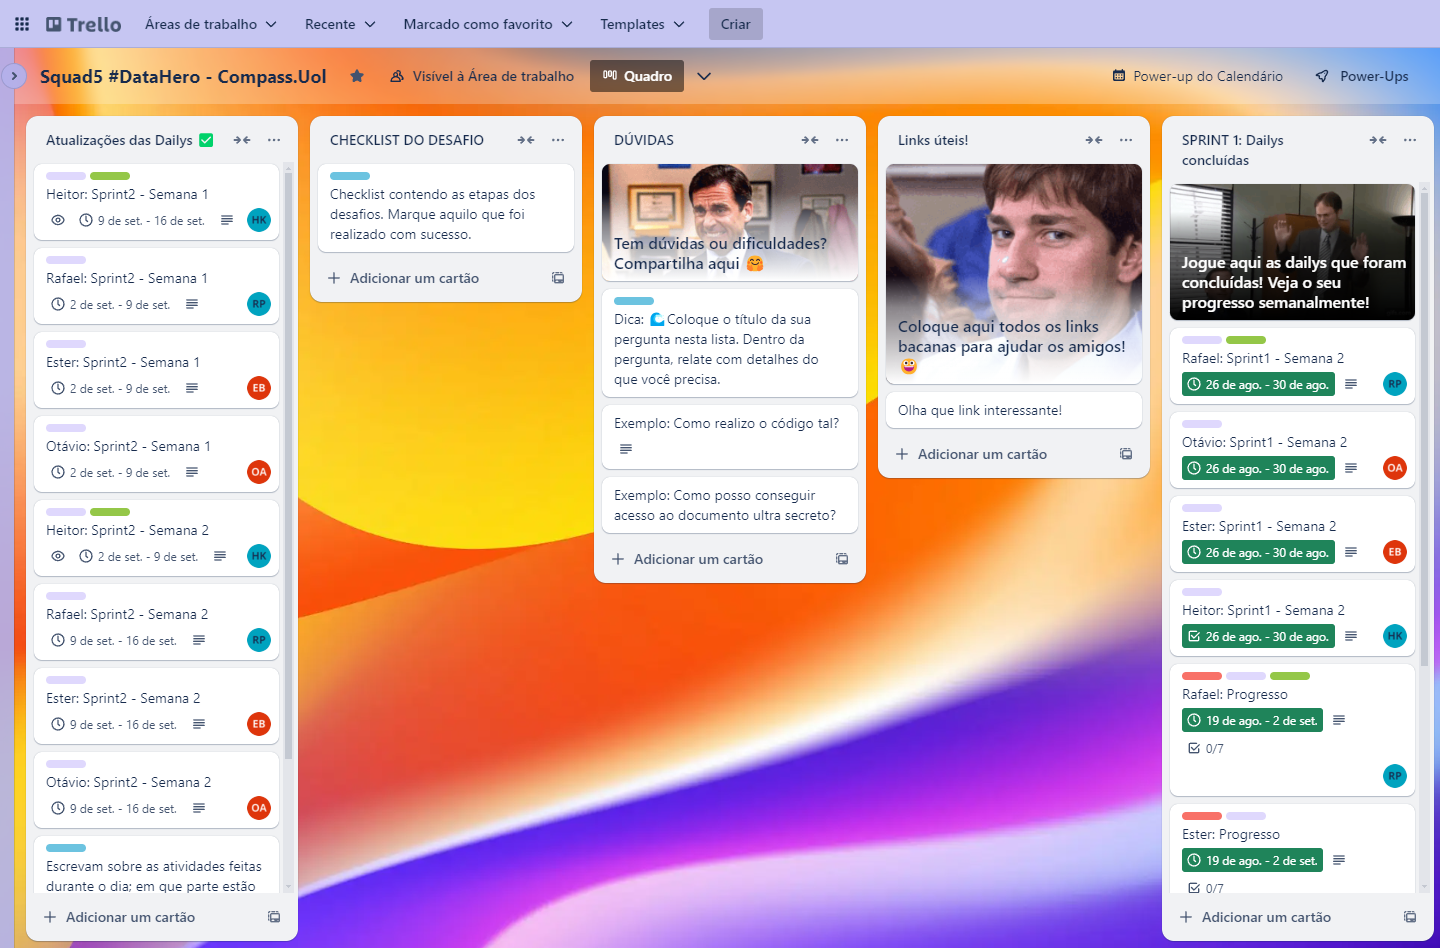 Trello
Áreas de trabalho
Recente
Marcado como favorito
Templates
Criar
Squad5 #DataHero - Compass.Uol
Visível à Área de trabalho
Quadro
Power-up do Calendário
Power-Ups
Atualizações das Dailys ✅
Heitor: Sprint2 - Semana 1
9 de set. - 16 de set.
HK
Rafael: Sprint2 - Semana 1
2 de set. - 9 de set.
RP
Ester: Sprint2 - Semana 1
2 de set. - 9 de set.
EB
Otávio: Sprint2 - Semana 1
2 de set. - 9 de set.
OA
Heitor: Sprint2 - Semana 2
2 de set. - 9 de set.
HK
Rafael: Sprint2 - Semana 2
9 de set. - 16 de set.
RP
Ester: Sprint2 - Semana 2
9 de set. - 16 de set.
EB
Otávio: Sprint2 - Semana 2
9 de set. - 16 de set.
OA
Escrevam sobre as atividades feitas
durante o dia; em que parte estão
Adicionar um cartão
CHECKLIST DO DESAFIO
Checklist contendo as etapas dos
desafios. Marque aquilo que foi
realizado com sucesso.
Adicionar um cartão
DÚVIDAS
Tem dúvidas ou dificuldades?
Compartilha aqui 🤗
Dica: 🌊Coloque o título da sua
pergunta nesta lista. Dentro da
pergunta, relate com detalhes do
que você precisa.
Exemplo: Como realizo o código tal?
Exemplo: Como posso conseguir
acesso ao documento ultra secreto?
Adicionar um cartão
Links úteis!
Coloque aqui todos os links
bacanas para ajudar os amigos!
🤪
Olha que link interessante!
Adicionar um cartão
SPRINT 1: Dailys
concluídas
Jogue aqui as dailys que foram
concluídas! Veja o seu
progresso semanalmente!
Rafael: Sprint1 - Semana 2
26 de ago. - 30 de ago.
RP
Otávio: Sprint1 - Semana 2
26 de ago. - 30 de ago.
OA
Ester: Sprint1 - Semana 2
26 de ago. - 30 de ago.
EB
Heitor: Sprint1 - Semana 2
26 de ago. - 30 de ago.
HK
Rafael: Progresso
19 de ago. - 2 de set.
0/7
RP
Ester: Progresso
19 de ago. - 2 de set.
0/7
Adicionar um cartão